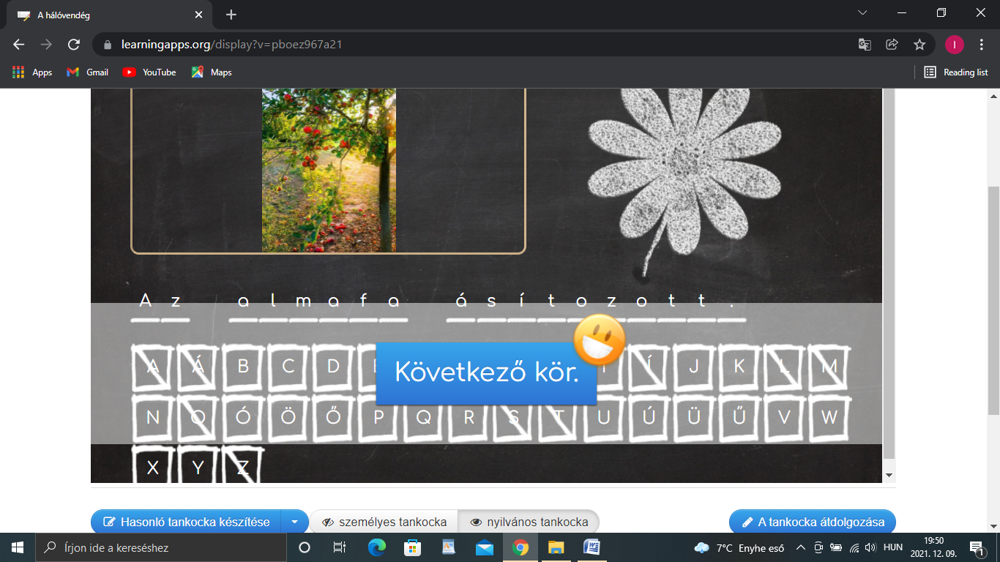 A hálóvendég
learningapps.org/display?v=pboez967a21
I
Apps Gmail YouTube Maps Reading list
Az almafa ásítozott.
A Á B C D Í J K L M
Következő kör.
N O Ó Ö Ő P Q R S T U Ú Ü Ű V W
X Y Z
Hasonló tankocka készítése személyes tankocka nyilvános tankocka A tankocka átdolgozása
Írjon ide a kereséshez 7°C Enyhe eső HUN 19:50
2021. 12. 09. 1